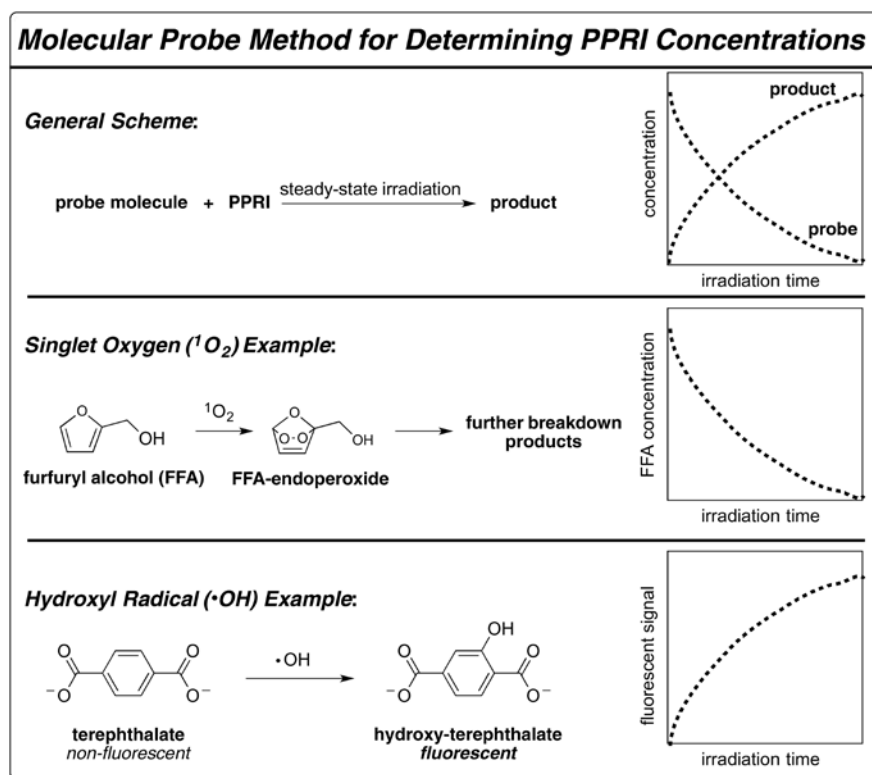 Molecular Probe Method for Determining PPRI Concentrations
General Scheme:
probe molecule + PPRI
steady-state irradiation
product
concentration
product
probe
irradiation time
Singlet Oxygen (¹O₂) Example:
O
OH
furfuryl alcohol (FFA)
¹O₂
O
O-O
OH
FFA-endoperoxide
further breakdown
products
FFA concentration
irradiation time
Hydroxyl Radical (•OH) Example:
O
O
⁻O
O⁻
terephthalate
non-fluorescent
•OH
OH
O
O
⁻O
O⁻
hydroxy-terephthalate
fluorescent
fluorescent signal
irradiation time